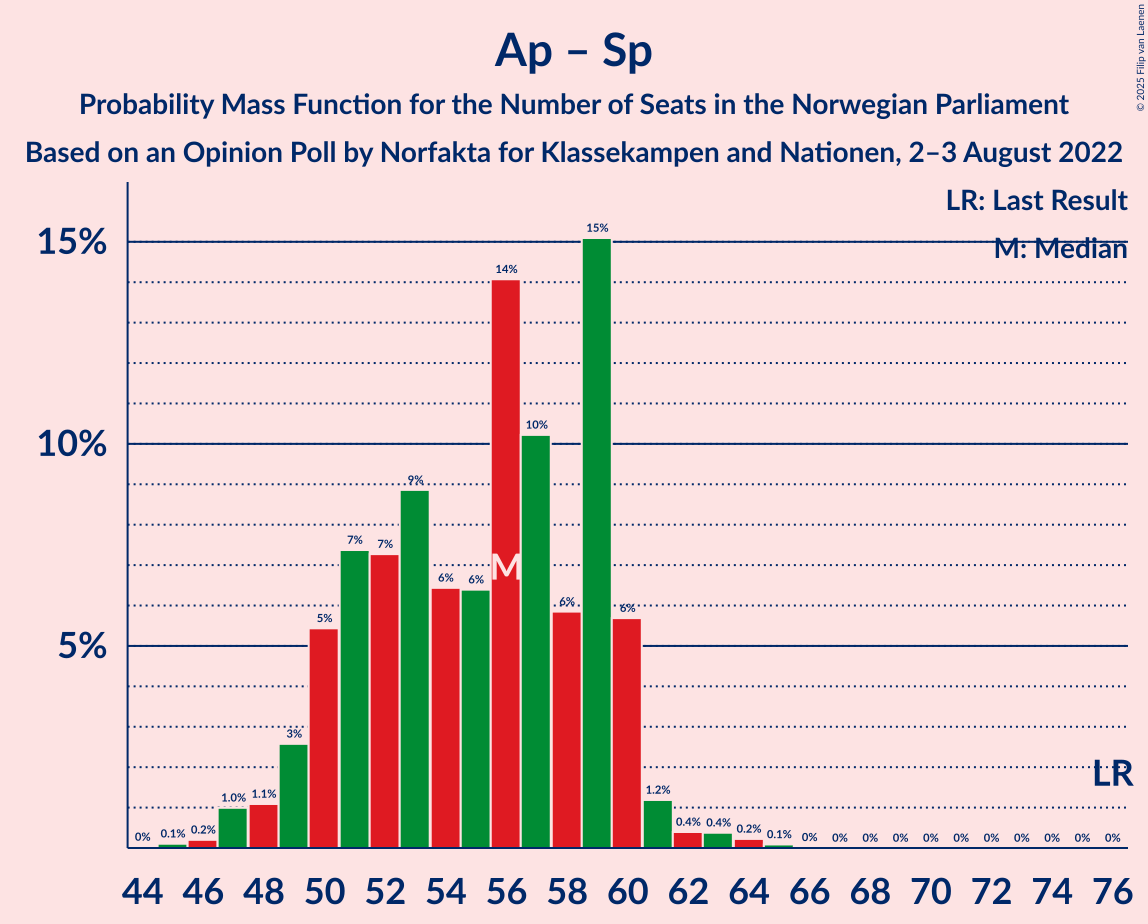 Ap – Sp
Probability Mass Function for the Number of Seats in the Norwegian Parliament
Based on an Opinion Poll by Norfakta for Klassekampen and Nationen, 2–3 August 2022
© 2025 Filip van Laenen
LR: Last Result
M: Median
15%
10%
5%
0% 0.1% 0.2% 1.0% 1.1% 3% 5% 7% 7% 9% 6% 6% 14% 10% 6% 15% 6% 1.2% 0.4% 0.4% 0.2% 0.1% 0% 0% 0% 0% 0% 0% 0% 0% 0% 0% 0%
M
LR
44 46 48 50 52 54 56 58 60 62 64 66 68 70 72 74 76